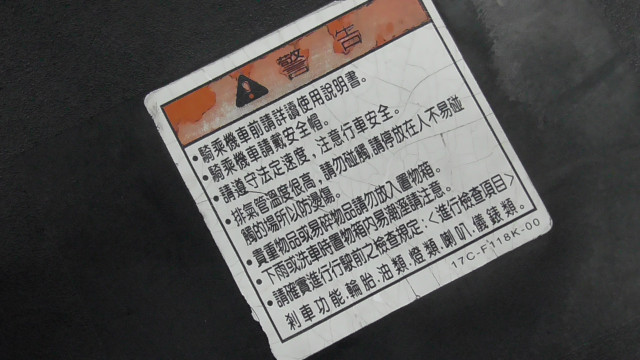 警告
•騎乘機車前請詳讀使用說明書。
•騎乘機車請戴安全帽。
•請遵守法定速度,注意行車安全。
•排氣管溫度很高,請勿碰觸,請停放在人不易碰
觸的場所以防燙傷。
•貴重物品或易碎物品請勿放入置物箱。
•下雨或洗車時置物箱內易潮溼請注意。
•請確實進行行駛前之檢查規定:<進行檢查項目>
剎車功能.輪胎.油類.燈類.喇叭.儀錶類。
17C-F118K-00